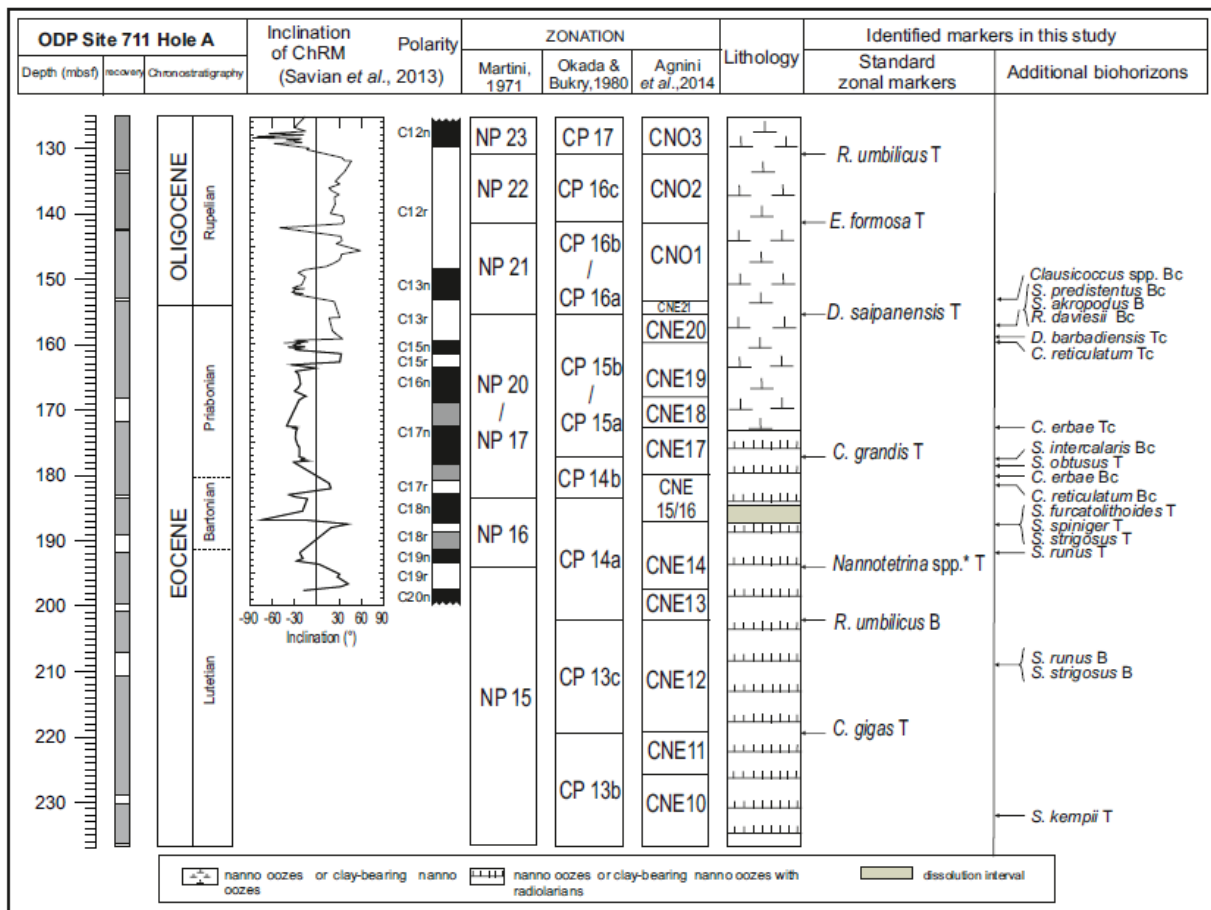 ODP Site 711 Hole A
Depth (mbsf)
recovery
Chronostratigraphy
Inclination
of ChRM
(Savian et al., 2013)
Polarity
ZONATION
Martini,
1971
Okada &
Bukry,1980
Agnini
et al.,2014
Lithology
Identified markers in this study
Standard
zonal markers
Additional biohorizons
130
140
150
160
170
180
190
200
210
220
230
OLIGOCENE
EOCENE
Rupelian
Priabonian
Bartonian
Lutetian
-90 -60 -30 30 60 90
Inclination (°)
C12n
C12r
C13n
C13r
C15n
C15r
C16n
C17n
C17r
C18n
C18r
C19n
C19r
C20n
NP 23
NP 22
NP 21
NP 20
/
NP 17
NP 16
NP 15
CP 17
CP 16c
CP 16b
/
CP 16a
CP 15b
/
CP 15a
CP 14b
CP 14a
CP 13c
CP 13b
CNO3
CNO2
CNO1
CNE21
CNE20
CNE19
CNE18
CNE17
CNE
15/16
CNE14
CNE13
CNE12
CNE11
CNE10
R. umbilicus T
E. formosa T
D. saipanensis T
C. grandis T
Nannotetrina spp.* T
R. umbilicus B
C. gigas T
Clausicoccus spp. Bc
S. predistentus Bc
S. akropodus B
R. daviesii Bc
D. barbadiensis Tc
C. reticulatum Tc
C. erbae Tc
S. intercalaris Bc
S. obtusus T
C. erbae Bc
C. reticulatum Bc
S. furcatolithoides T
S. spiniger T
S. strigosus T
S. runus T
S. runus B
S. strigosus B
S. kempii T
nanno oozes or clay-bearing nanno
oozes
nanno oozes or clay-bearing nanno oozes with
radiolarians
dissolution interval